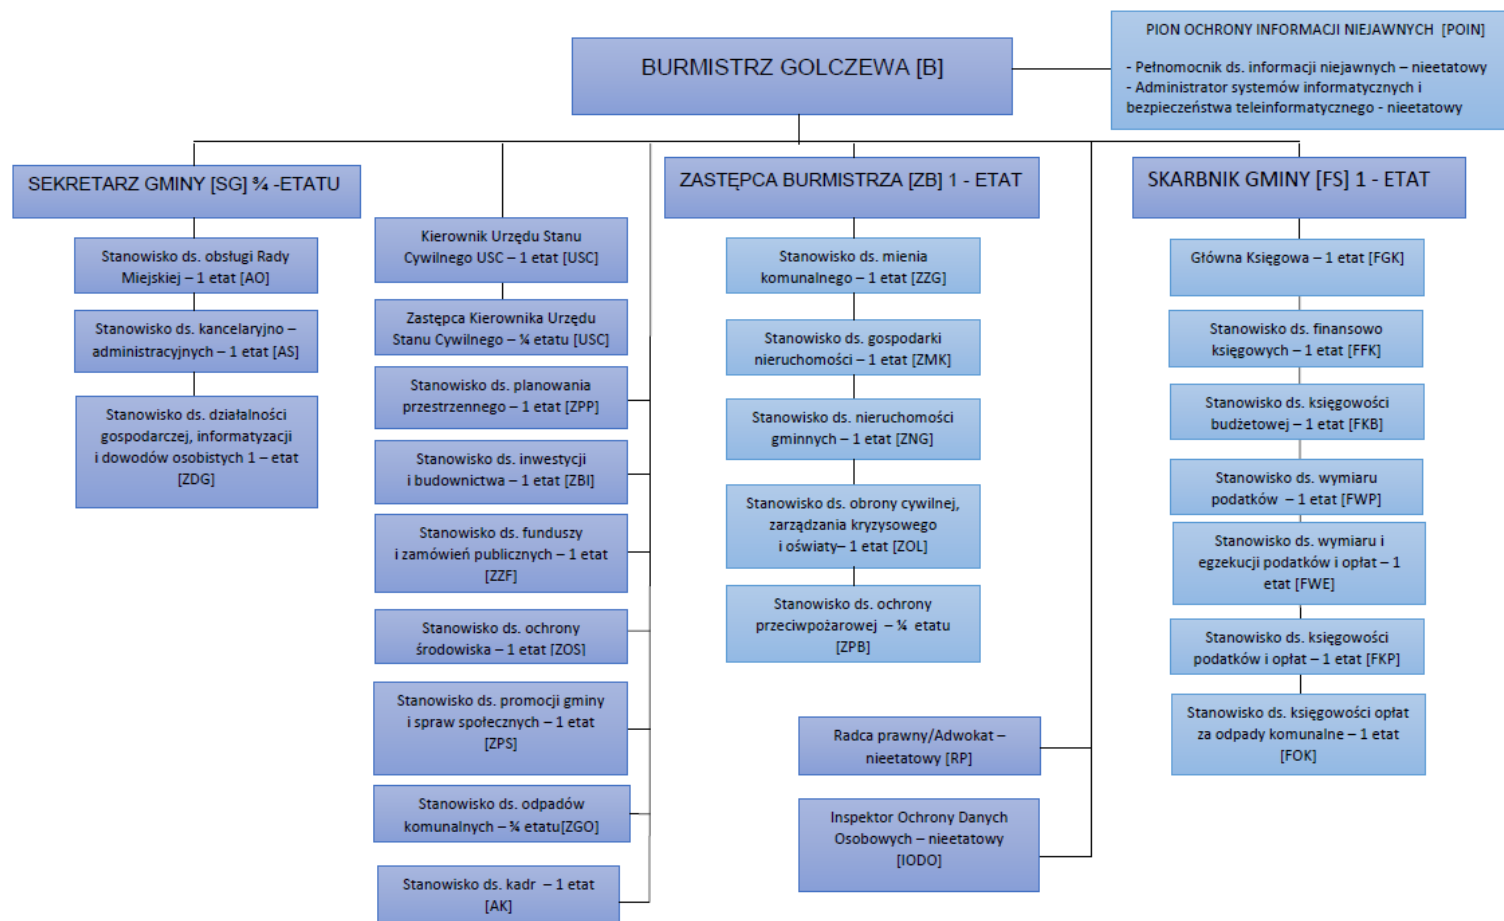 PION OCHRONY INFORMACJI NIEJAWNYCH [POIN]
- Pełnomocnik ds. informacji niejawnych – nieetatowy
- Administrator systemów informatycznych i
bezpieczeństwa teleinformatycznego - nieetatowy
BURMISTRZ GOLCZEWA [B]
SEKRETARZ GMINY [SG] ¾ -ETATU
Stanowisko ds. obsługi Rady
Miejskiej – 1 etat [AO]
Stanowisko ds. kancelaryjno –
administracyjnych – 1 etat [AS]
Stanowisko ds. działalności
gospodarczej, informatyzacji
i dowodów osobistych 1 – etat
[ZDG]
Kierownik Urzędu Stanu
Cywilnego USC – 1 etat [USC]
Zastępca Kierownika Urzędu
Stanu Cywilnego – ¼ etatu [USC]
Stanowisko ds. planowania
przestrzennego – 1 etat [ZPP]
Stanowisko ds. inwestycji
i budownictwa – 1 etat [ZBI]
Stanowisko ds. funduszy
i zamówień publicznych – 1 etat
[ZZF]
Stanowisko ds. ochrony
środowiska – 1 etat [ZOS]
Stanowisko ds. promocji gminy
i spraw społecznych – 1 etat
[ZPS]
Stanowisko ds. odpadów
komunalnych – ¾ etatu[ZGO]
Stanowisko ds. kadr – 1 etat
[AK]
ZASTĘPCA BURMISTRZA [ZB] 1 - ETAT
Stanowisko ds. mienia
komunalnego – 1 etat [ZZG]
Stanowisko ds. gospodarki
nieruchomości – 1 etat [ZMK]
Stanowisko ds. nieruchomości
gminnych – 1 etat [ZNG]
Stanowisko ds. obrony cywilnej,
zarządzania kryzysowego
i oświaty– 1 etat [ZOL]
Stanowisko ds. ochrony
przeciwpożarowej – ¼ etatu
[ZPB]
Radca prawny/Adwokat –
nieetatowy [RP]
Inspektor Ochrony Danych
Osobowych – nieetatowy
[IODO]
SKARBNIK GMINY [FS] 1 - ETAT
Główna Księgowa – 1 etat [FGK]
Stanowisko ds. finansowo
księgowych – 1 etat [FFK]
Stanowisko ds. księgowości
budżetowej – 1 etat [FKB]
Stanowisko ds. wymiaru
podatków – 1 etat [FWP]
Stanowisko ds. wymiaru i
egzekucji podatków i opłat – 1
etat [FWE]
Stanowisko ds. księgowości
podatków i opłat – 1 etat [FKP]
Stanowisko ds. księgowości opłat
za odpady komunalne – 1 etat
[FOK]